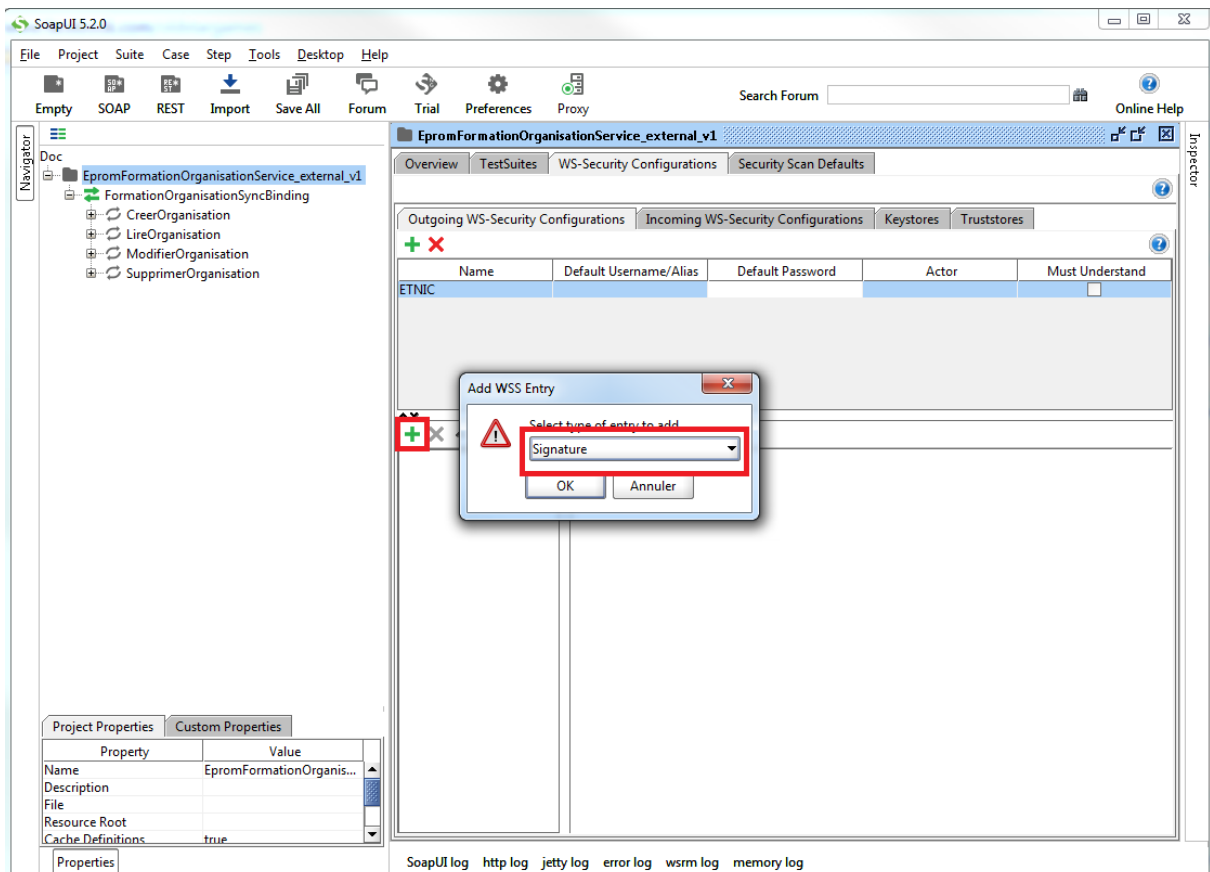 SoapUI 5.2.0
File Project Suite Case Step Tools Desktop Help
Empty SOAP REST Import Save All Forum Trial Preferences Proxy Search Forum Online Help
Navigator
Doc
EpromFormationOrganisationService_external_v1
FormationOrganisationSyncBinding
CreerOrganisation
LireOrganisation
ModifierOrganisation
SupprimerOrganisation
Project Properties Custom Properties
Property Value
Name EpromFormationOrganis...
Description
File
Resource Root
Cache Definitions true
Properties
EpromFormationOrganisationService_external_v1
Overview TestSuites WS-Security Configurations Security Scan Defaults
Outgoing WS-Security Configurations Incoming WS-Security Configurations Keystores Truststores
Name Default Username/Alias Default Password Actor Must Understand
ETNIC
Add WSS Entry
Select type of entry to add
Signature
OK Annuler
Inspector
SoapUI log http log jetty log error log wsrm log memory log